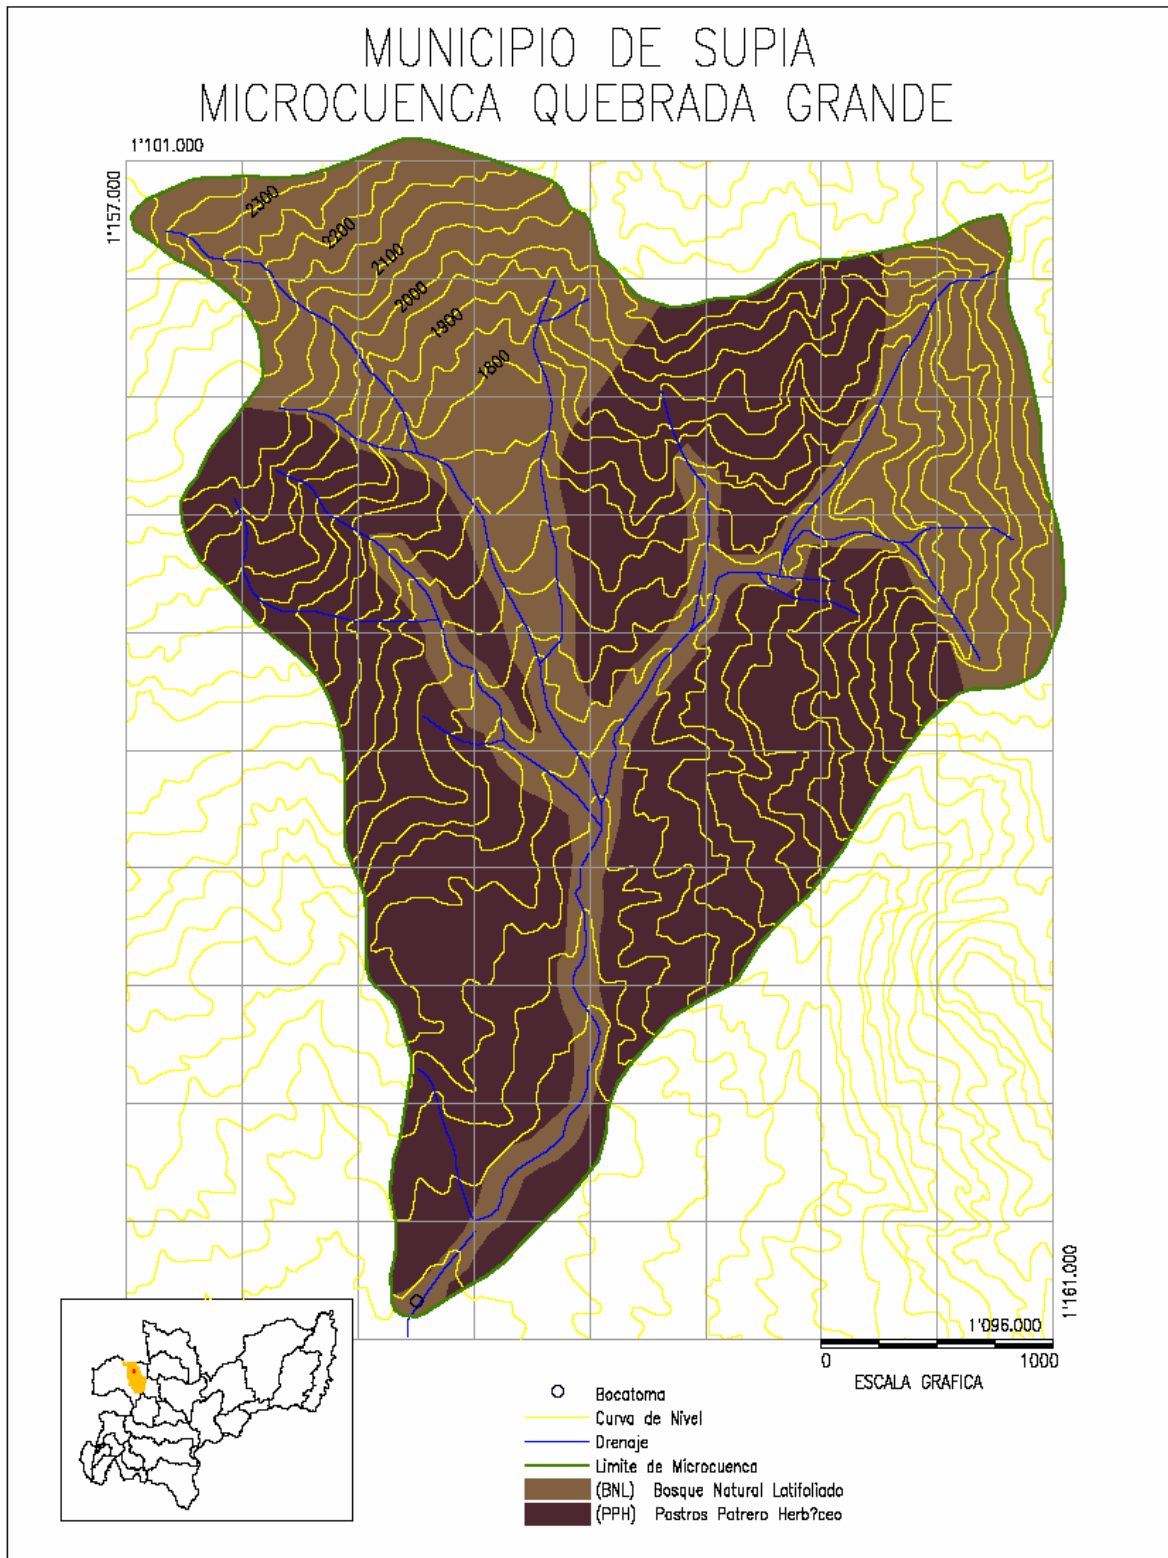 MUNICIPIO DE SUPIA
MICROCUENCA QUEBRADA GRANDE
1'101.000
1'157.000
2300
2200
2100
2000
1900
1800
1'161.000
1'096.000
0 1000
ESCALA GRAFICA
Bocatoma
Curva de Nivel
Drenaje
Limite de Microcuenca
(BNL) Bosque Natural Latifoliado
(PPH) Pastros Potrero Herb?ceo